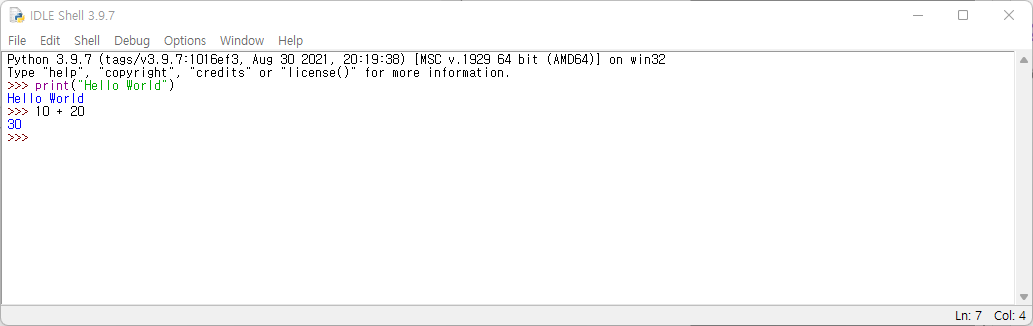 IDLE Shell 3.9.7
File Edit Shell Debug Options Window Help
Python 3.9.7 (tags/v3.9.7:1016ef3, Aug 30 2021, 20:19:38) [MSC v.1929 64 bit (AMD64)] on win32
Type "help", "copyright", "credits" or "license()" for more information.
>>> print("Hello World")
Hello World
>>> 10 + 20
30
>>>
Ln: 7 Col: 4